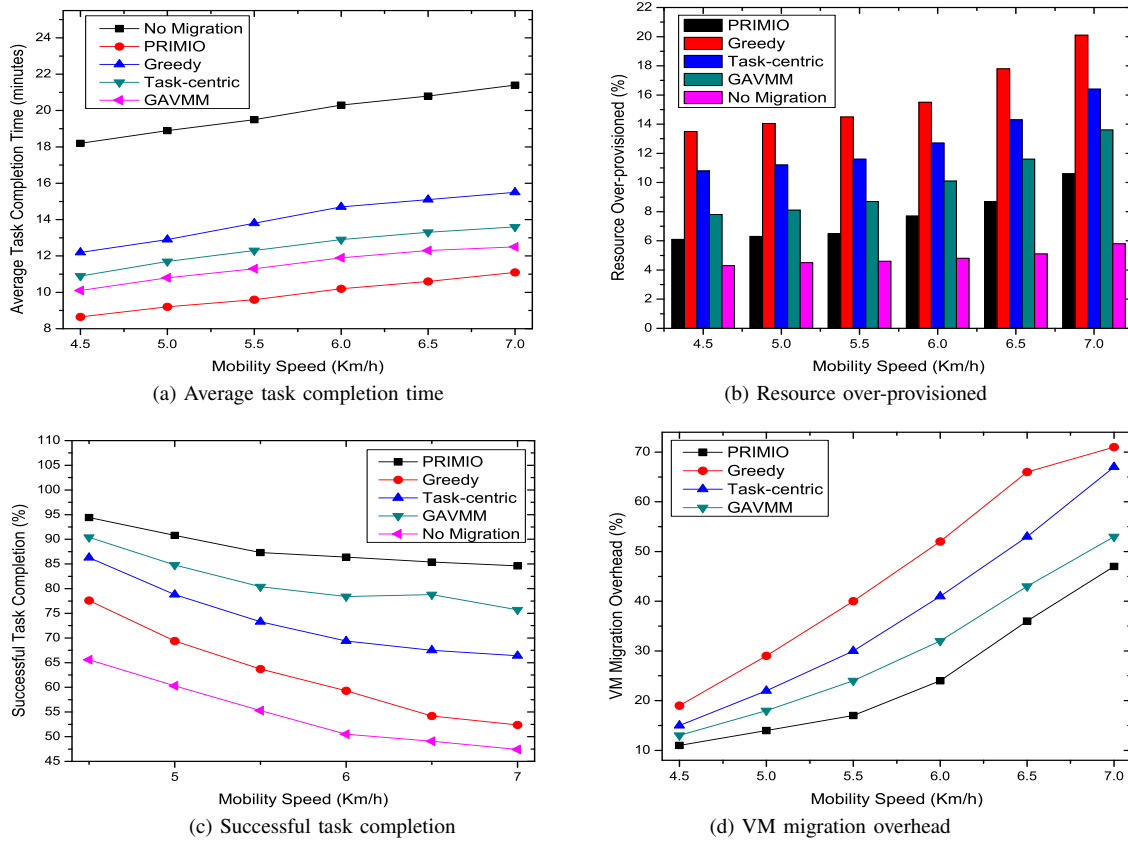 Average Task Completion Time (minutes)
24
22
20
18
16
14
12
10
8
No Migration
PRIMIO
Greedy
Task-centric
GAVMM
4.5 5.0 5.5 6.0 6.5 7.0
Mobility Speed (Km/h)
(a) Average task completion time
Resource Over-provisioned (%)
22
20
18
16
14
12
10
8
6
4
2
0
PRIMIO
Greedy
Task-centric
GAVMM
No Migration
4.5 5.0 5.5 6.0 6.5 7.0
Mobility Speed (Km/h)
(b) Resource over-provisioned
Successful Task Completion (%)
110
105
100
95
90
85
80
75
70
65
60
55
50
45
PRIMIO
Greedy
Task-centric
GAVMM
No Migration
5 6 7
Mobility Speed (Km/h)
(c) Successful task completion
VM Migration Overhead (%)
70
60
50
40
30
20
10
PRIMIO
Greedy
Task-centric
GAVMM
4.5 5.0 5.5 6.0 6.5 7.0
Mobility Speed (Km/h)
(d) VM migration overhead